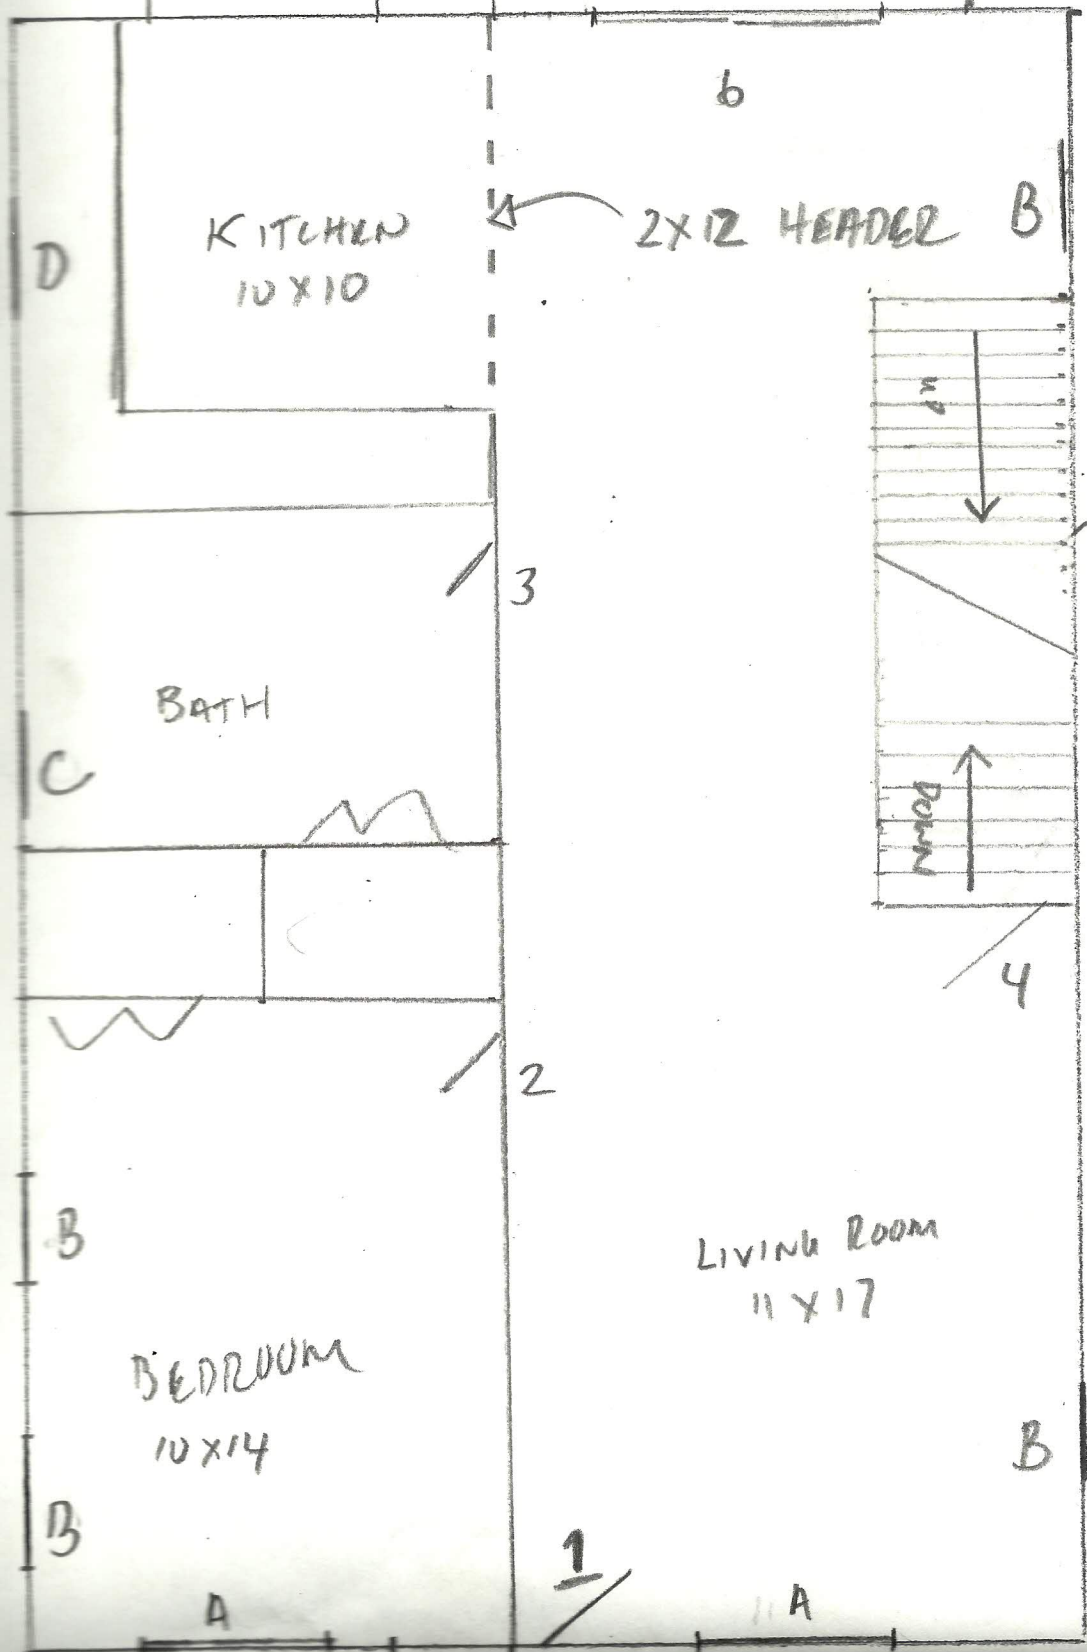 6
KITCHEN
10 X 10
2X12 HEADER
B
D
UP
3
BATH
C
DOWN
4
2
B
LIVING ROOM
11 X 17
BEDROOM
10 X 14
B
B
1
A
A